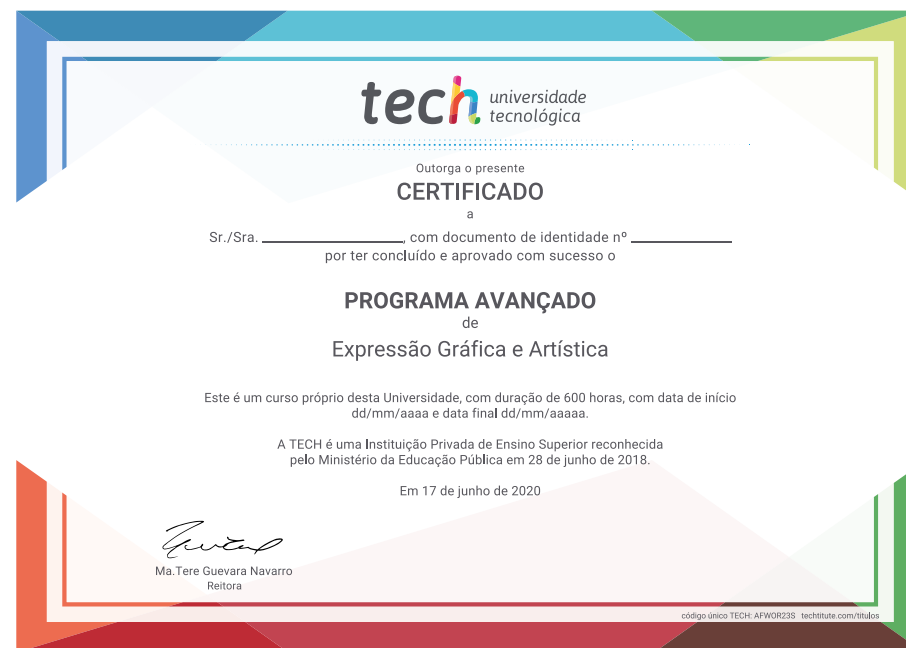 tech universidade
tecnológica
Outorga o presente
CERTIFICADO
a
Sr./Sra. ____________, com documento de identidade nº ____________
por ter concluído e aprovado com sucesso o
PROGRAMA AVANÇADO
de
Expressão Gráfica e Artística
Este é um curso próprio desta Universidade, com duração de 600 horas, com data de início
dd/mm/aaaa e data final dd/mm/aaaaa.
A TECH é uma Instituição Privada de Ensino Superior reconhecida
pelo Ministério da Educação Pública em 28 de junho de 2018.
Em 17 de junho de 2020
Ma.Tere Guevara Navarro
Reitora
código único TECH: AFWOR23S techtitute.com/titulos